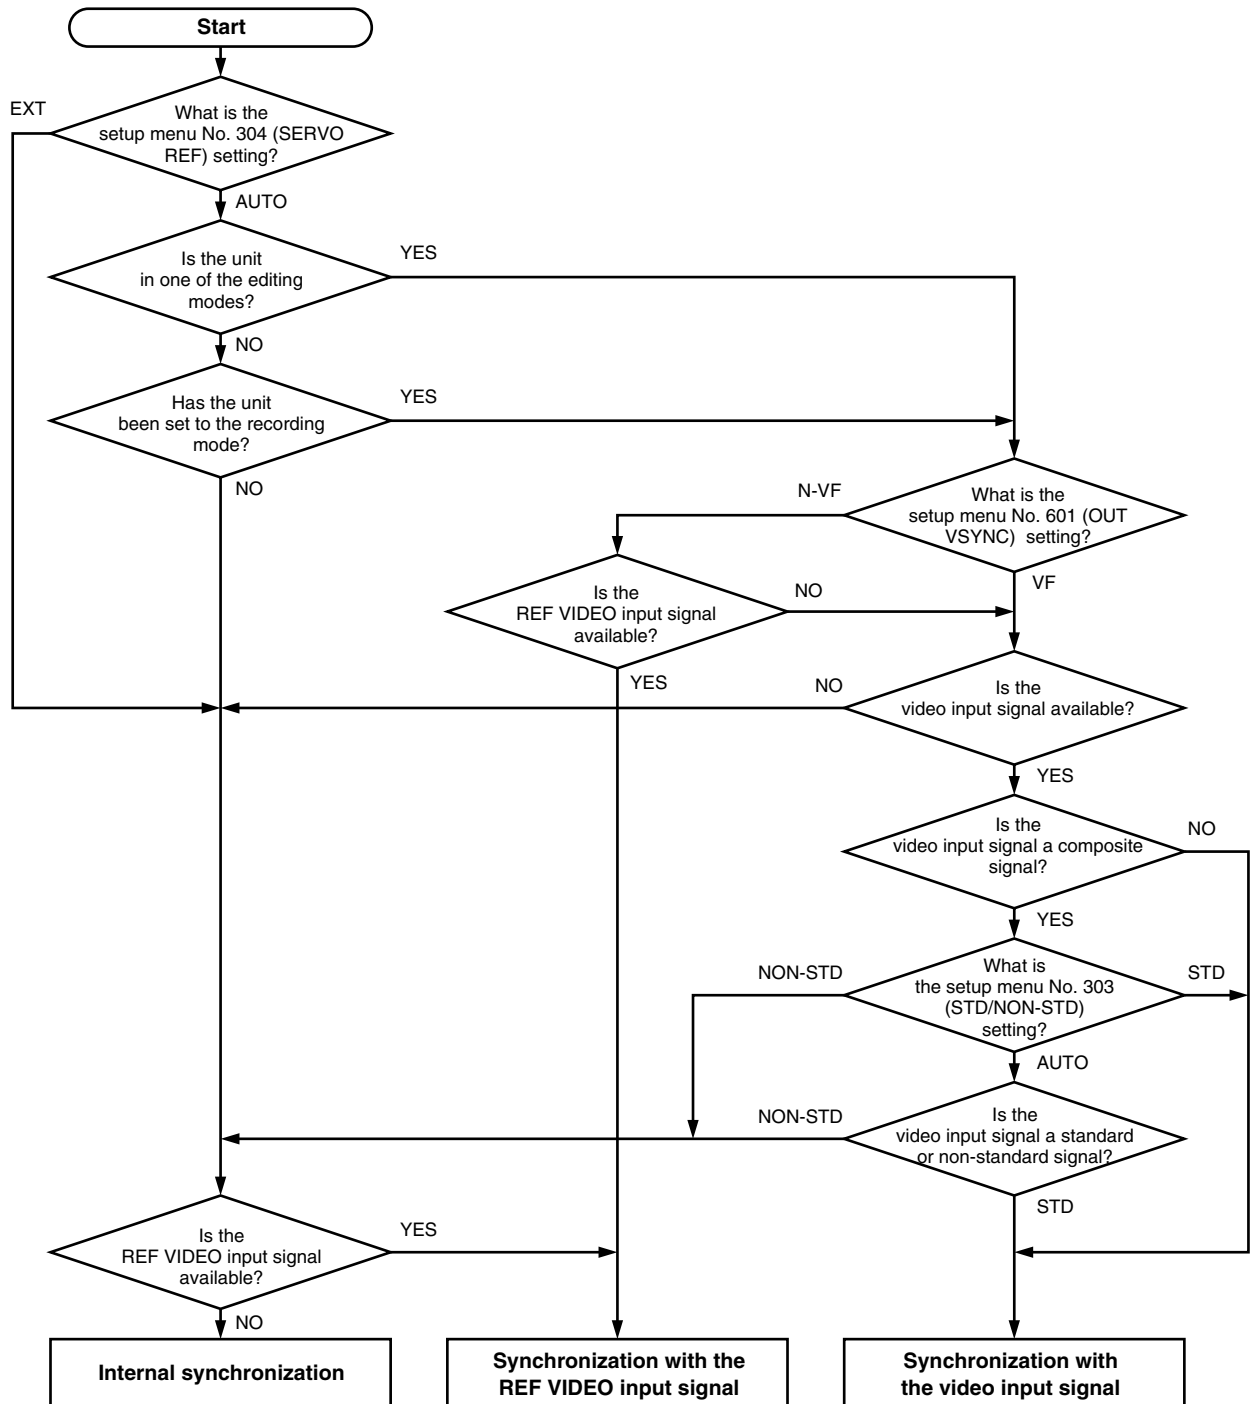 Start
EXT
What is the
setup menu No. 304 (SERVO
REF) setting?
AUTO
Is the unit
in one of the editing
modes?
YES
NO
Has the unit
been set to the recording
mode?
YES
NO
N-VF
What is the
setup menu No. 601 (OUT
VSYNC) setting?
VF
Is the
REF VIDEO input signal
available?
NO
YES
NO
Is the
video input signal available?
YES
Is the
video input signal a composite
signal?
NO
YES
NON-STD
What is
the setup menu No. 303
(STD/NON-STD)
setting?
STD
AUTO
NON-STD
Is the
video input signal a standard
or non-standard signal?
STD
Is the
REF VIDEO input signal
available?
YES
NO
Internal synchronization
Synchronization with the
REF VIDEO input signal
Synchronization with
the video input signal